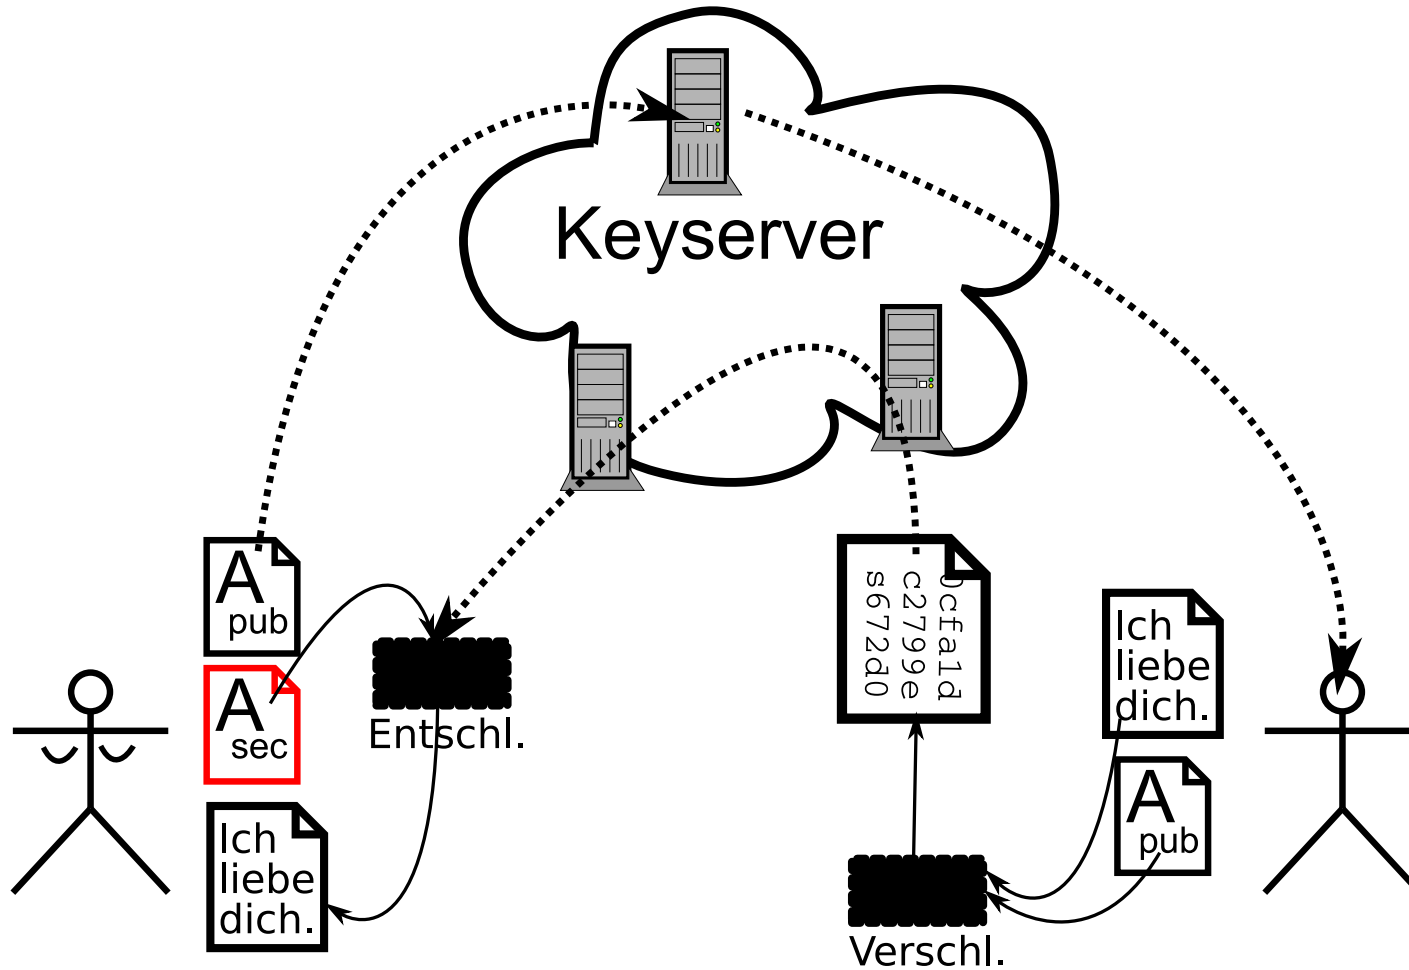 Keyserver
A
pub
A
sec
Entschl.
Ich
liebe
dich.
0cfa1d
c2799e
s672d0
Ich
liebe
dich.
A
pub
Verschl.